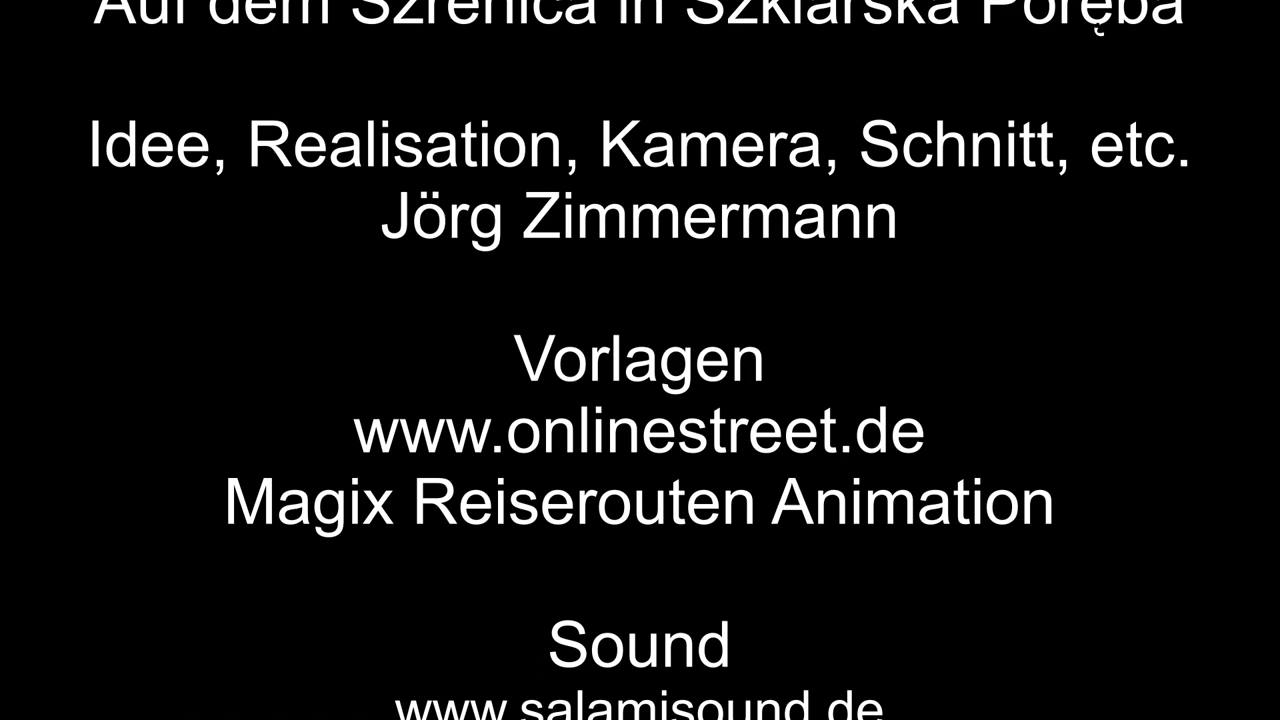 Auf dem Szrenica in Szklarska Poręba
Idee, Realisation, Kamera, Schnitt, etc.
Jörg Zimmermann
Vorlagen
www.onlinestreet.de
Magix Reiserouten Animation
Sound
www.salamisound.de